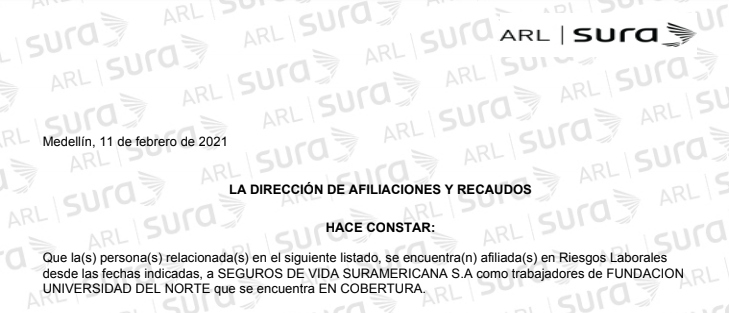 ARL | sura
Medellín, 11 de febrero de 2021
LA DIRECCIÓN DE AFILIACIONES Y RECAUDOS
HACE CONSTAR:
Que la(s) persona(s) relacionada(s) en el siguiente listado, se encuentra(n) afiliada(s) en Riesgos Laborales
desde las fechas indicadas, a SEGUROS DE VIDA SURAMERICANA S.A como trabajadores de FUNDACION
UNIVERSIDAD DEL NORTE que se encuentra EN COBERTURA.